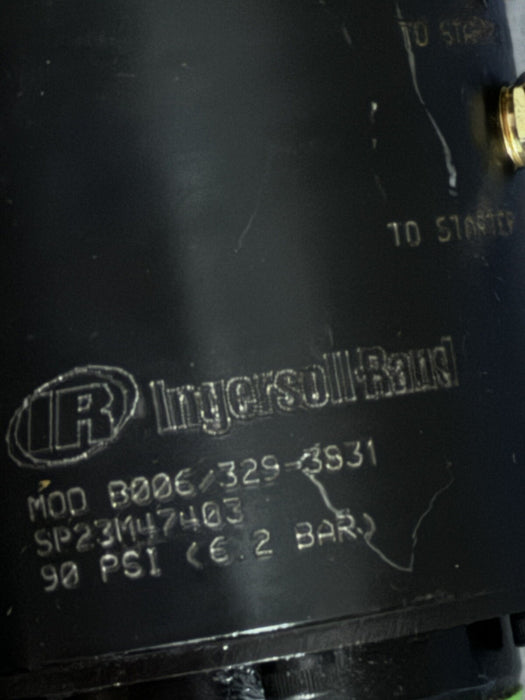 TO START
TO STARTER
IR Ingersoll-Rand
MOD B006/329-3831
SP23M47403
90 PSI (6.2 BAR)